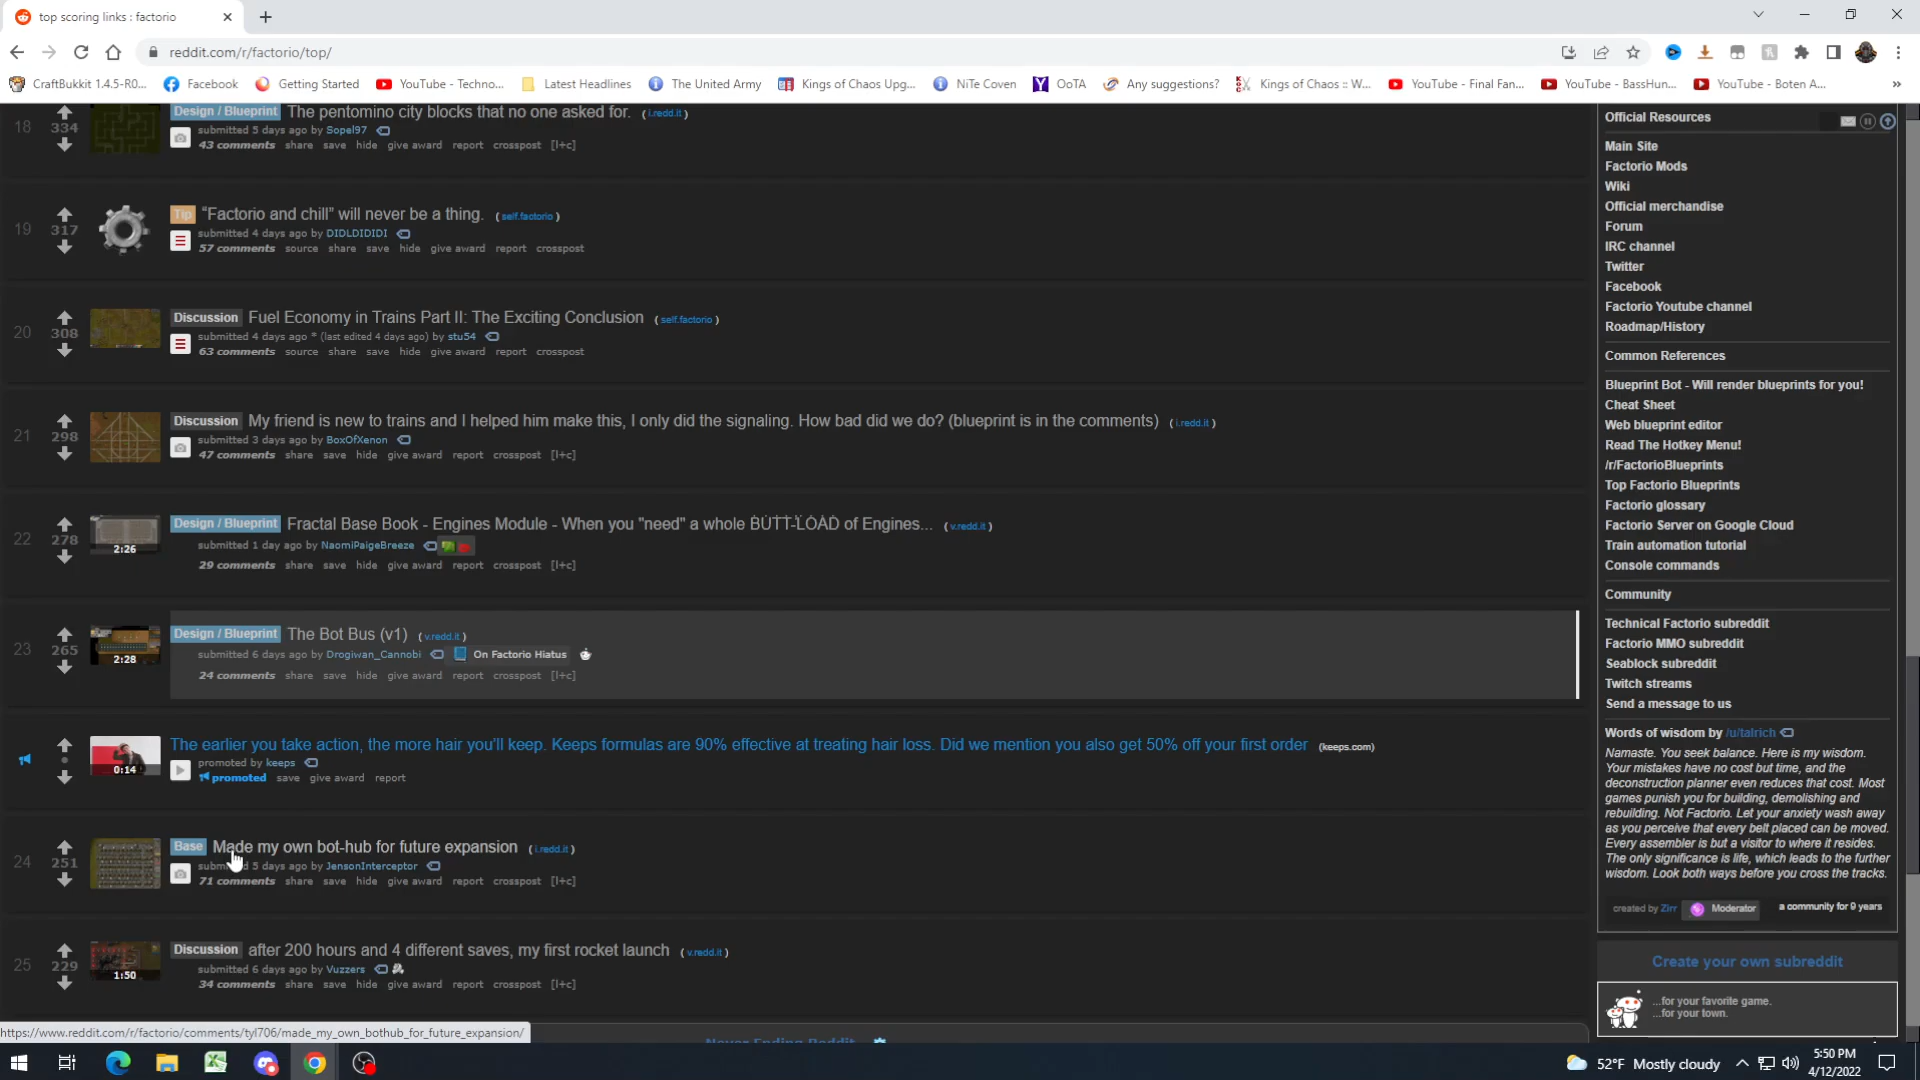 top scoring links : factorio
reddit.com/r/factorio/top/
CraftBukkit 1.4.5-R0...
Facebook
Getting Started
YouTube - Techno...
Latest Headlines
The United Army
Kings of Chaos Upg...
NiTe Coven
OoTA
Any suggestions?
Kings of Chaos :: W...
YouTube - Final Fan...
YouTube - BassHun...
YouTube - Boten A...
»
18
334
Design / Blueprint The pentomino city blocks that no one asked for. (i.redd.it)
submitted 5 days ago by Sopel97
43 comments share save hide give award report crosspost [l+c]
19
317
Tip “Factorio and chill” will never be a thing. (self.factorio)
submitted 4 days ago by DIDLDIDIDI
57 comments source share save hide give award report crosspost
20
308
Discussion Fuel Economy in Trains Part II: The Exciting Conclusion (self.factorio)
submitted 4 days ago * (last edited 4 days ago) by stu54
63 comments source share save hide give award report crosspost
21
298
Discussion My friend is new to trains and I helped him make this, I only did the signaling. How bad did we do? (blueprint is in the comments) (i.redd.it)
submitted 3 days ago by BoxOfXenon
47 comments share save hide give award report crosspost [l+c]
22
278
2:26
Design / Blueprint Fractal Base Book - Engines Module - When you "need" a whole of Engines... (v.redd.it)
submitted 1 day ago by NaomiPaigeBreeze
29 comments share save hide give award report crosspost [l+c]
23
265
2:28
Design / Blueprint The Bot Bus (v1) (v.redd.it)
submitted 6 days ago by Drogiwan_Cannobi On Factorio Hiatus
24 comments share save hide give award report crosspost [l+c]
0:14
The earlier you take action, the more hair you'll keep. Keeps formulas are 90% effective at treating hair loss. Did we mention you also get 50% off your first order (keeps.com)
promoted by keeps
promoted save give award report
24
251
Base Made my own bot-hub for future expansion (i.redd.it)
5 days ago by JensonInterceptor
71 comments share save hide give award report crosspost [l+c]
25
229
1:50
Discussion after 200 hours and 4 different saves, my first rocket launch (v.redd.it)
submitted 6 days ago by Vuzzers
34 comments share save hide give award report crosspost [l+c]
Never Ending Reddit
https://www.reddit.com/r/factorio/comments/tyl706/made_my_own_bothub_for_future_expansion/
Official Resources
Main Site
Factorio Mods
Wiki
Official merchandise
Forum
IRC channel
Twitter
Facebook
Factorio Youtube channel
Roadmap/History
Common References
Blueprint Bot - Will render blueprints for you!
Cheat Sheet
Web blueprint editor
Read The Hotkey Menu!
/r/FactorioBlueprints
Top Factorio Blueprints
Factorio glossary
Factorio Server on Google Cloud
Train automation tutorial
Console commands
Community
Technical Factorio subreddit
Factorio MMO subreddit
Seablock subreddit
Twitch streams
Send a message to us
Words of wisdom by /u/talrich
Namaste. You seek balance. Here is my wisdom.
Your mistakes have no cost but time, and the
deconstruction planner even reduces that cost. Most
games punish you for building, demolishing and
rebuilding. Not Factorio. Let your anxiety wash away
as you perceive that every belt placed can be moved.
Every assembler is but a visitor to where it resides.
The only significance is life, which leads to the further
wisdom. Look both ways before you cross the tracks.
created by Zirr Moderator a community for 9 years
Create your own subreddit
...for your favorite game.
...for your town.
52°F Mostly cloudy
5:50 PM
4/12/2022